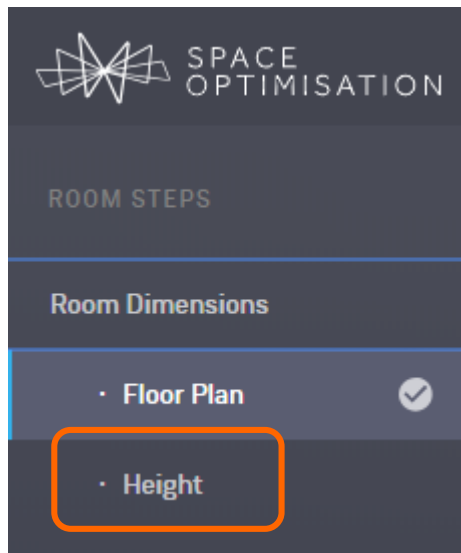 SPACE
OPTIMISATION
ROOM STEPS
Room Dimensions
· Floor Plan
· Height